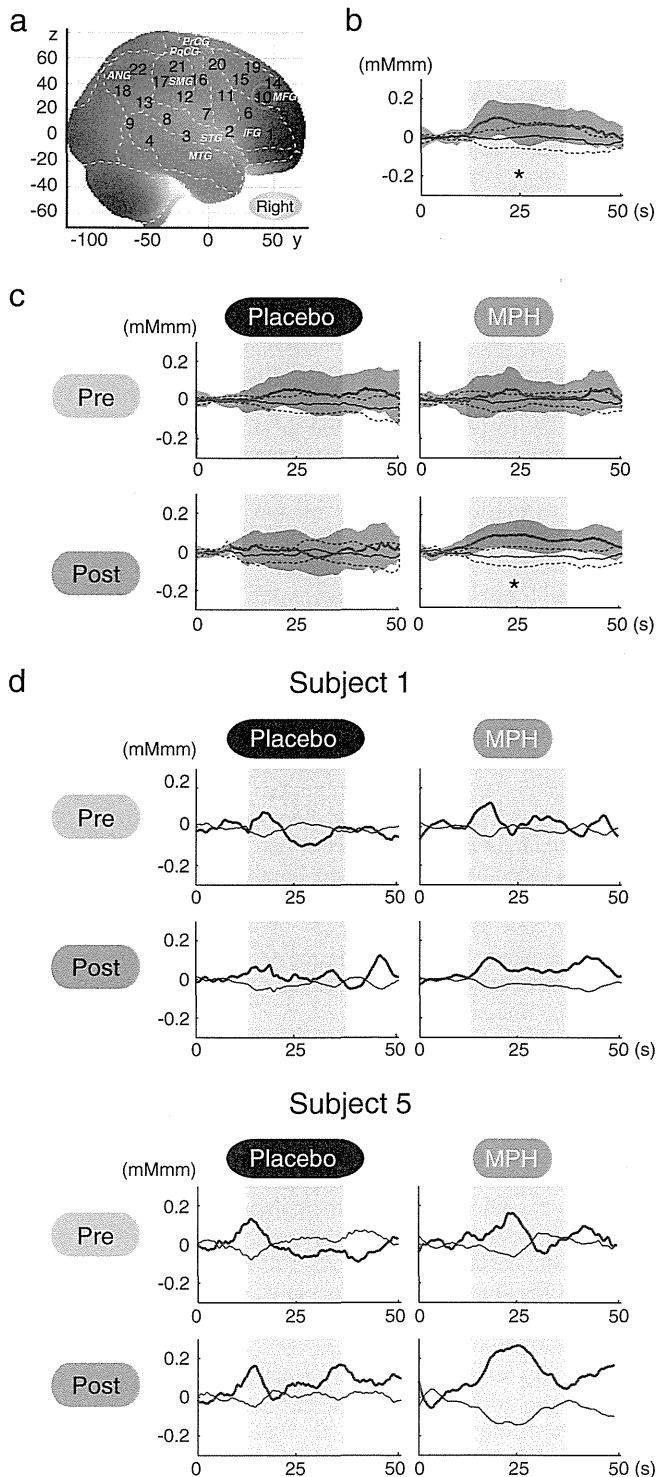 a
z
60
40
20
0
-20
-40
-60
-100 -50 0 50 y
PrCG
PoCG
ANG
SMG
MFG
STG
IFG
MTG
22 21 20 19
17 16 15 14
18 12 11 10
13 7 6
9 8
4 3 2 1
Right
b
(mMmm)
0.2
0
-0.2
*
0 25 50 (s)
c
(mMmm)
Placebo MPH
Pre
0.2
0
-0.2
0 25 50 0 25 50
Post
0.2
0
-0.2
*
0 25 50 0 25 50 (s)
d
Subject 1
Placebo MPH
(mMmm)
Pre
0.2
0
-0.2
0 25 50 0 25 50
Post
0.2
0
-0.2
0 25 50 0 25 50 (s)
Subject 5
Placebo MPH
(mMmm)
Pre
0.2
0
-0.2
0 25 50 0 25 50
Post
0.2
0
-0.2
0 25 50 0 25 50 (s)